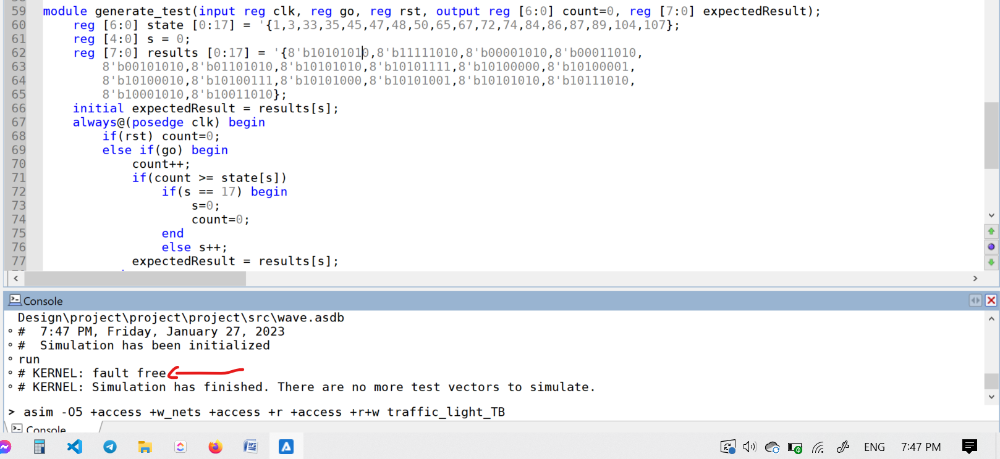 59 module generate_test(input reg clk, reg go, reg rst, output reg [6:0] count=0, reg [7:0] expectedResult);
60 reg [6:0] state [0:17] = '{1,3,33,35,45,47,48,50,65,67,72,74,84,86,87,89,104,107};
61 reg [4:0] s = 0;
62 reg [7:0] results [0:17] = '{8'b10101010,8'b11111010,8'b00001010,8'b00011010,
63 8'b00101010,8'b01101010,8'b10101010,8'b10101111,8'b10100000,8'b10100001,
64 8'b10100010,8'b10100111,8'b10101000,8'b10101001,8'b10101010,8'b10111010,
65 8'b10001010,8'b10011010};
66 initial expectedResult = results[s];
67 always@(posedge clk) begin
68 if(rst) count=0;
69 else if(go) begin
70 count++;
71 if(count >= state[s])
72 if(s == 17) begin
73 s=0;
74 count=0;
75 end
76 else s++;
77 expectedResult = results[s];
Console
Design\project\project\project\src\wave.asdb
# 7:47 PM, Friday, January 27, 2023
# Simulation has been initialized
run
# KERNEL: fault free
# KERNEL: Simulation has finished. There are no more test vectors to simulate.
> asim -O5 +access +w_nets +access +r +access +r+w traffic_light_TB
Console
ENG 7:47 PM